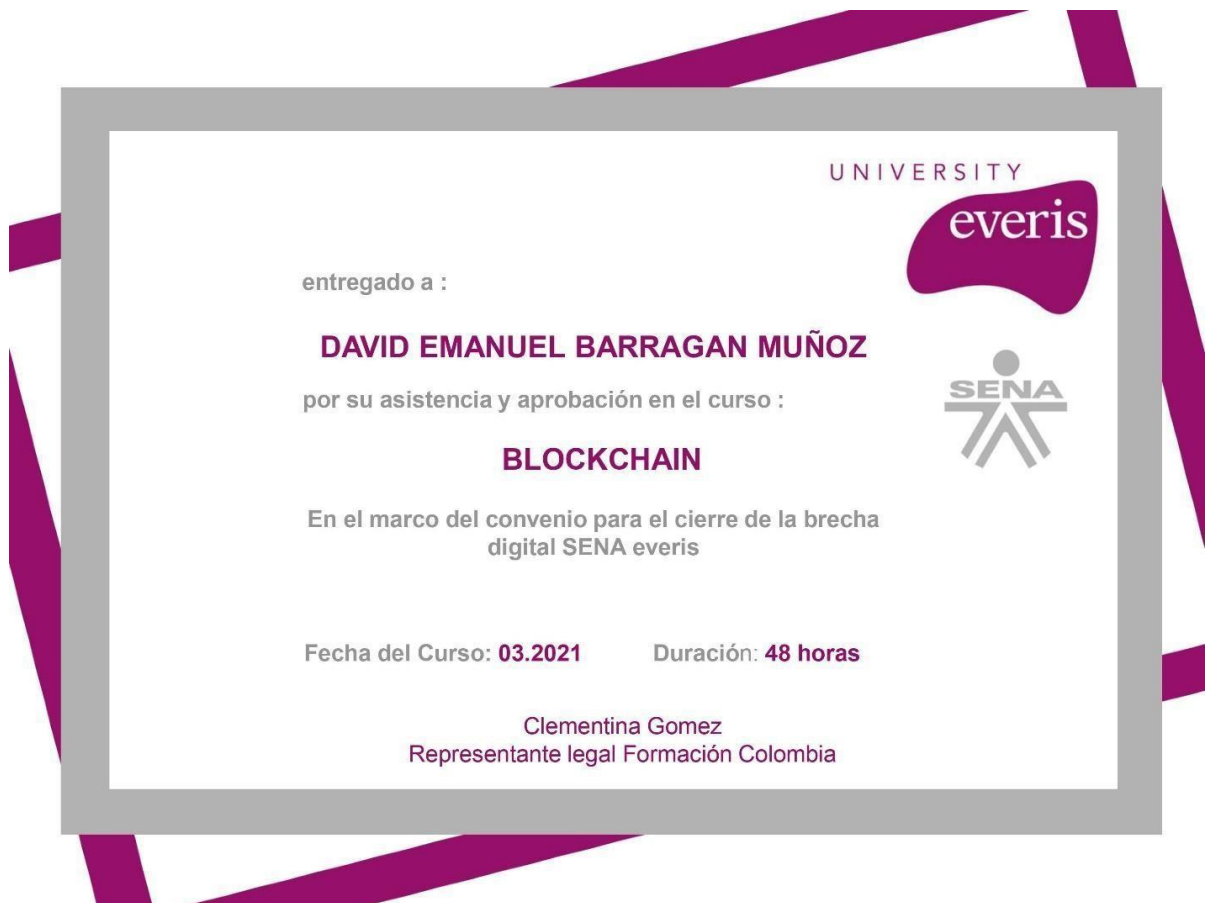 UNIVERSITY
everis
entregado a :
DAVID EMANUEL BARRAGAN MUÑOZ
por su asistencia y aprobación en el curso :
SENA
BLOCKCHAIN
En el marco del convenio para el cierre de la brecha
digital SENA everis
Fecha del Curso: 03.2021 Duración: 48 horas
Clementina Gomez
Representante legal Formación Colombia